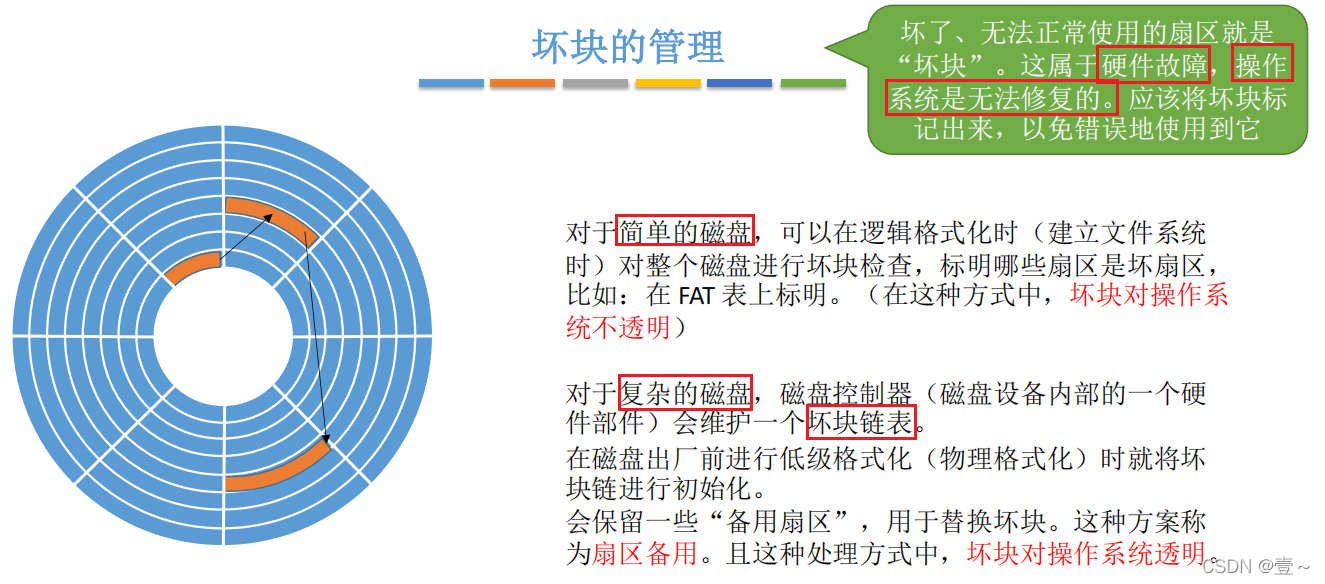 坏块的管理
坏了、无法正常使用的扇区就是
“坏块”。这属于硬件故障，操作
系统是无法修复的。应该将坏块标
记出来，以免错误地使用到它
对于简单的磁盘，可以在逻辑格式化时（建立文件系统
时）对整个磁盘进行坏块检查，标明哪些扇区是坏扇区，
比如：在 FAT 表上标明。（在这种方式中，坏块对操作系
统不透明）
对于复杂的磁盘，磁盘控制器（磁盘设备内部的一个硬
件部件）会维护一个坏块链表。
在磁盘出厂前进行低级格式化（物理格式化）时就将坏
块链进行初始化。
会保留一些“备用扇区”，用于替换坏块。这种方案称
为扇区备用。且这种处理方式中，坏块对操作系统透明。
CSDN @壹～